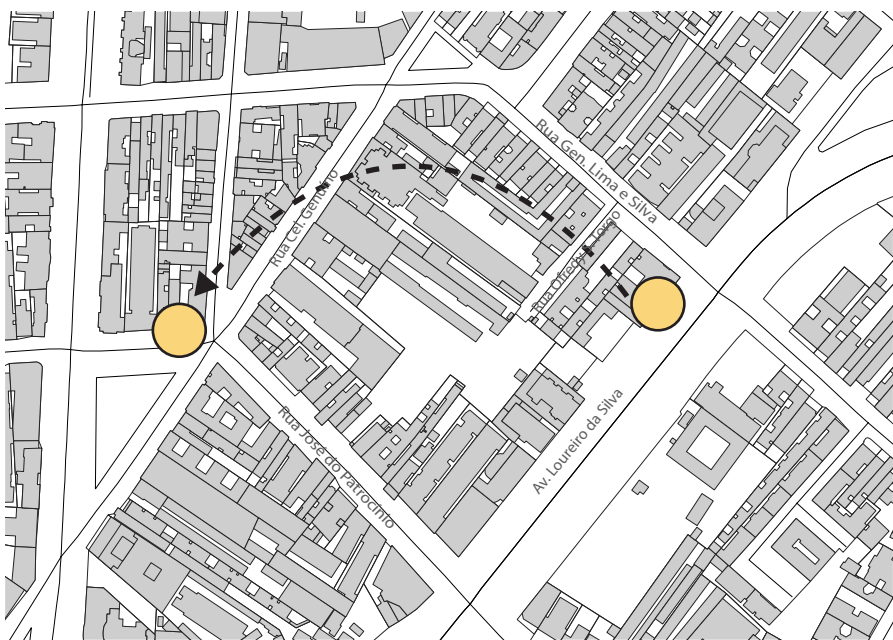 Rua Gen. Lima e Silva
Rua Cel. Genuíno
Rua José do Patrocínio
Av. Loureiro da Silva